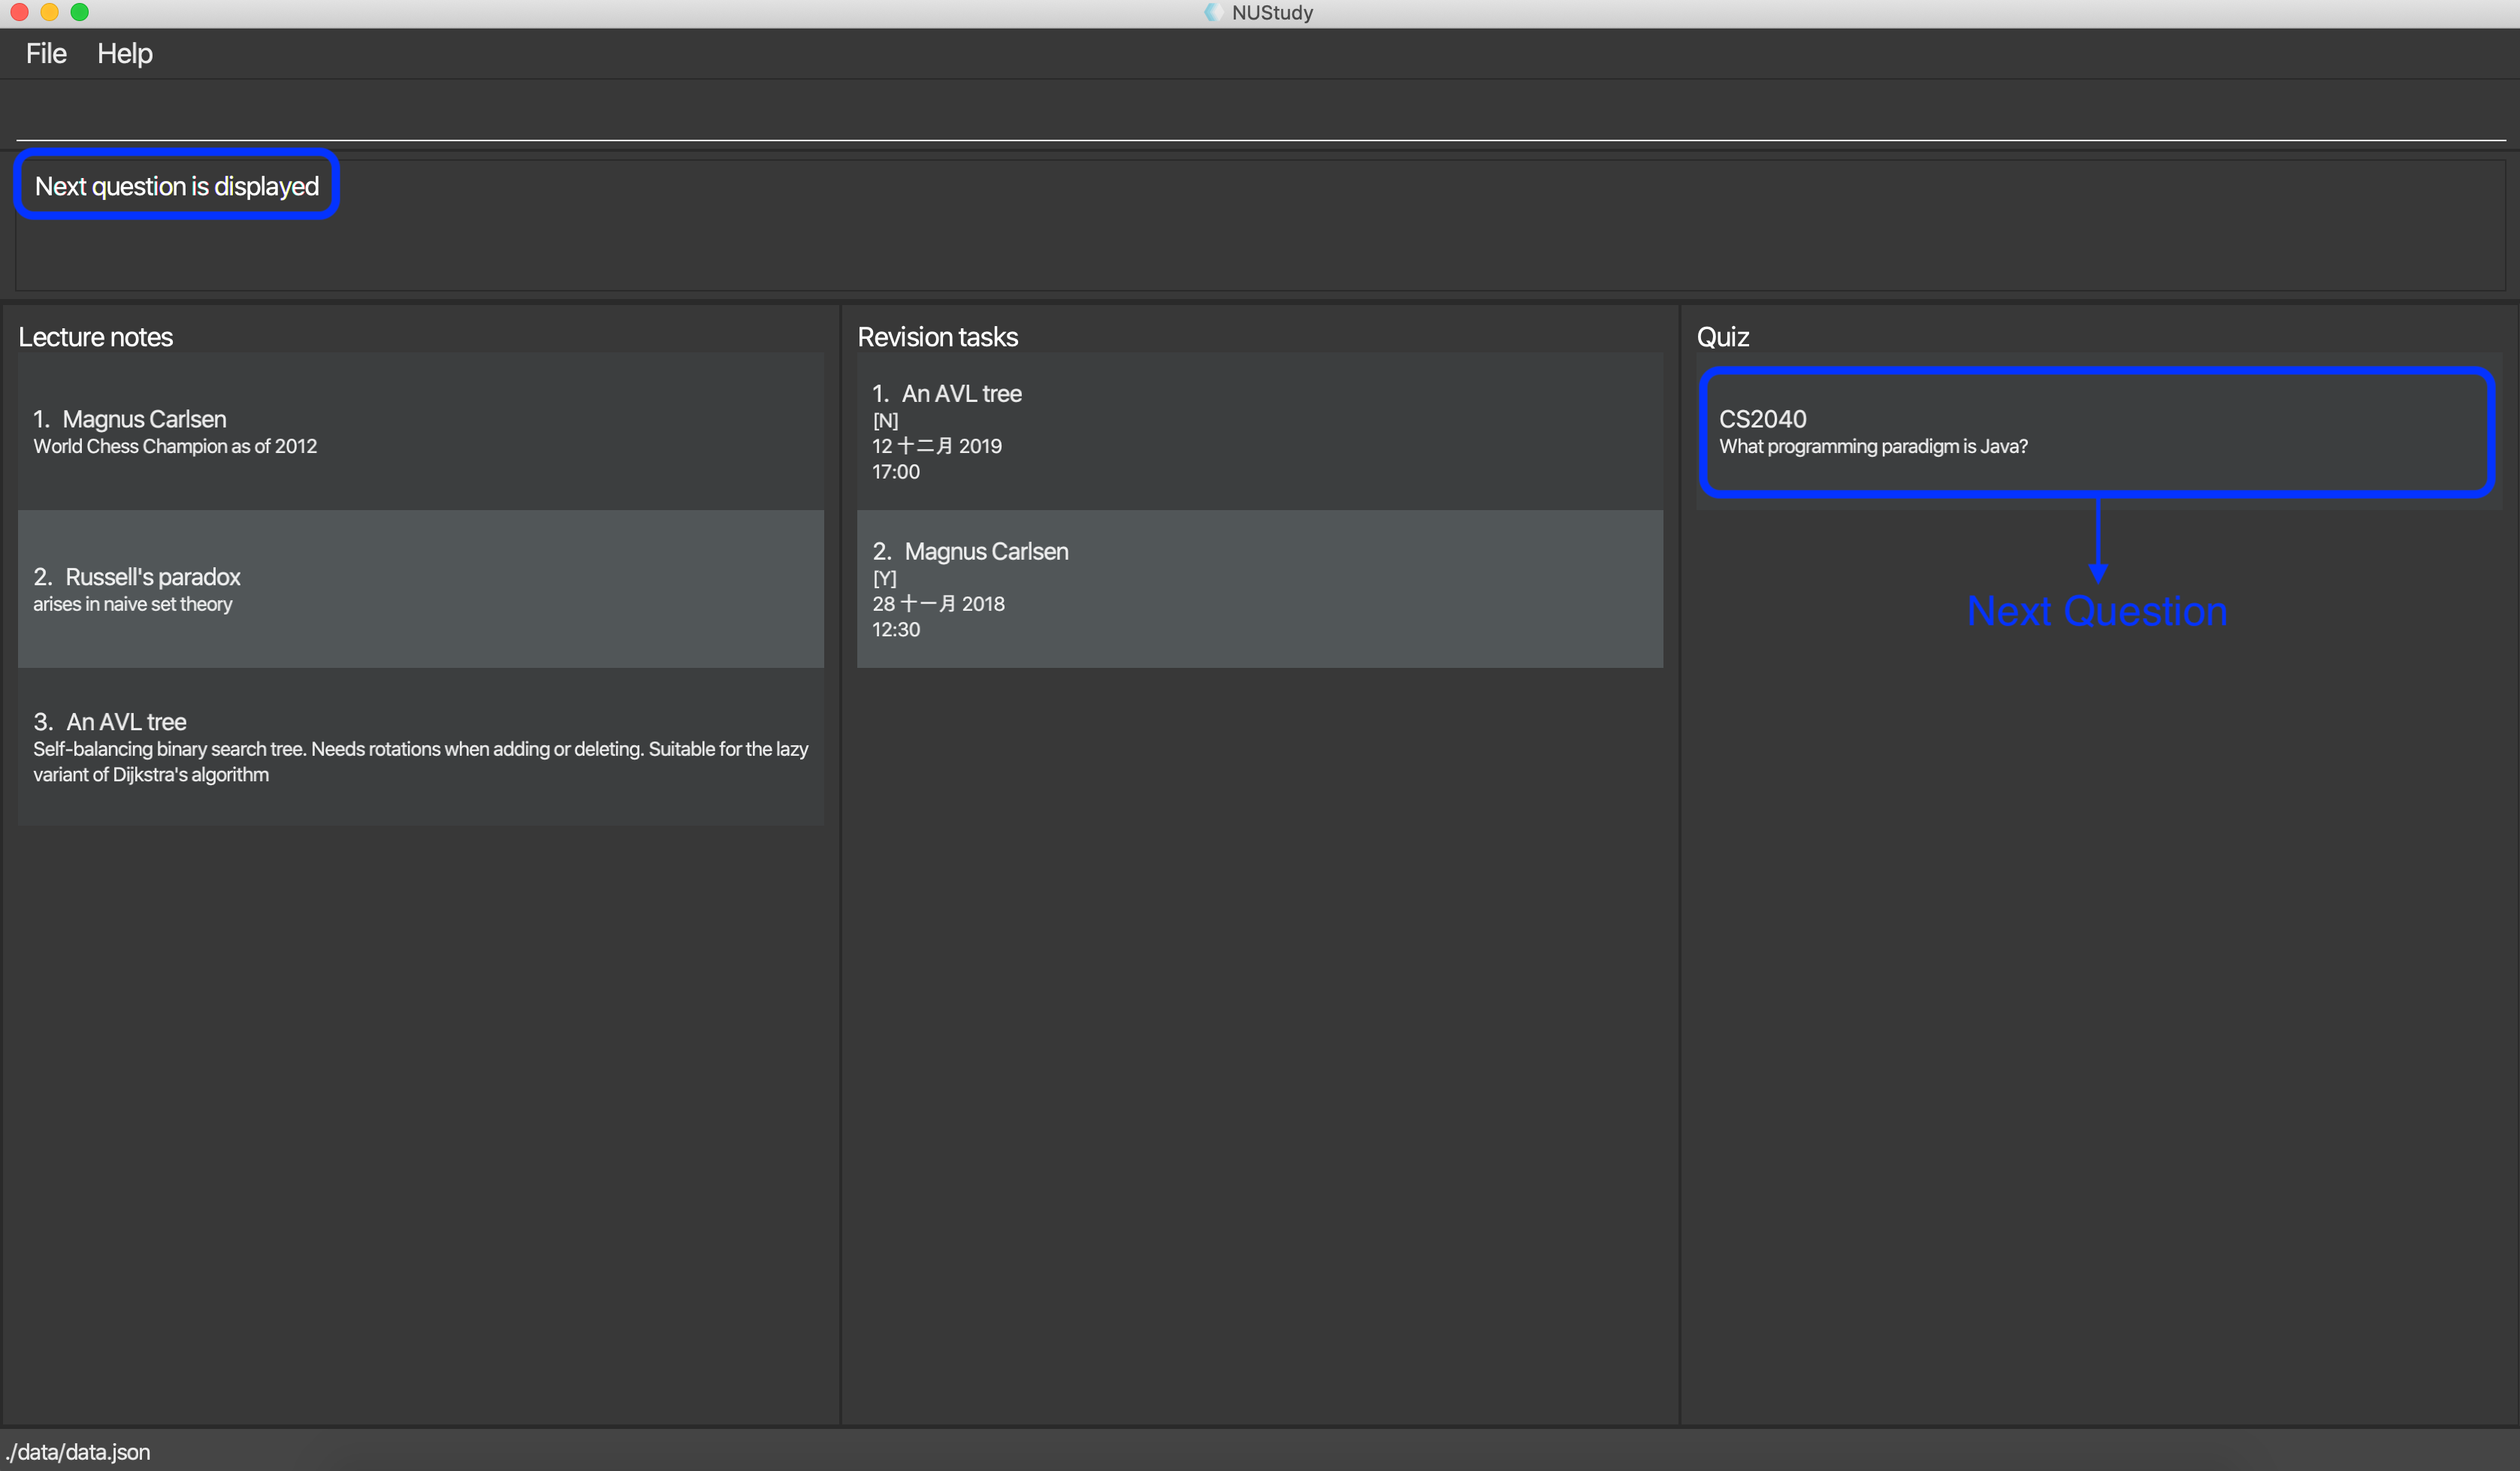 NUStudy
File Help
Next question is displayed
Lecture notes
1. Magnus Carlsen
World Chess Champion as of 2012
2. Russell's paradox
arises in naive set theory
3. An AVL tree
Self-balancing binary search tree. Needs rotations when adding or deleting. Suitable for the lazy
variant of Dijkstra's algorithm
Revision tasks
1. An AVL tree
[N]
12 十二月 2019
17:00
2. Magnus Carlsen
[Y]
28 十一月 2018
12:30
Quiz
CS2040
What programming paradigm is Java?
Next Question
./data/data.json